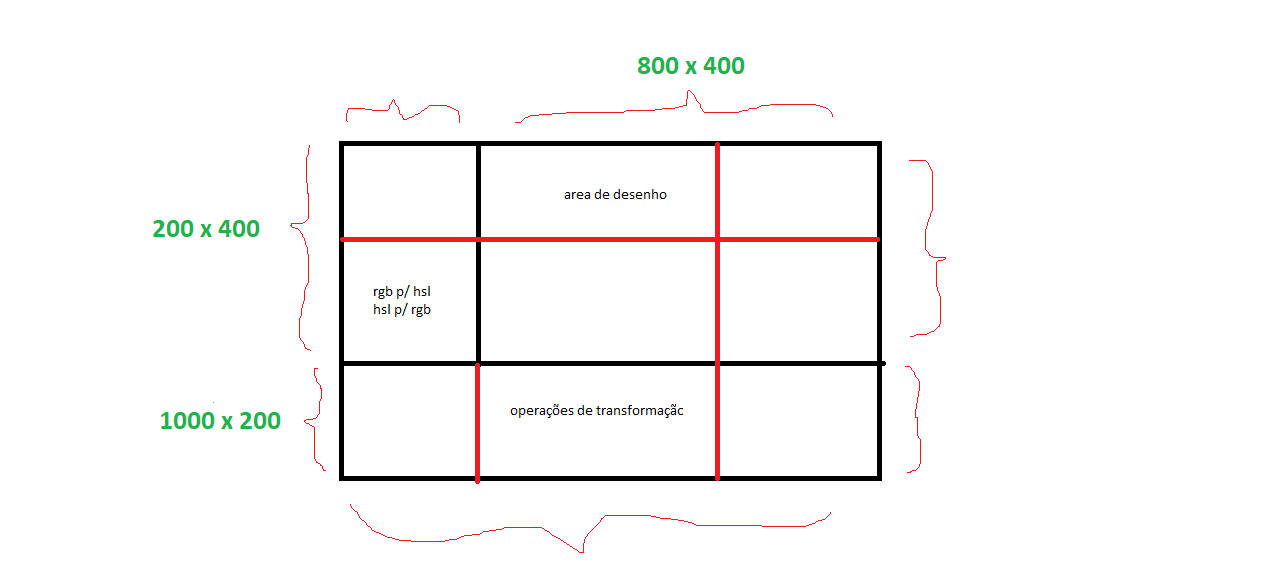 800 x 400
area de desenho
200 x 400
rgb p/ hsl
hsl p/ rgb
1000 x 200
operações de transformaçãc